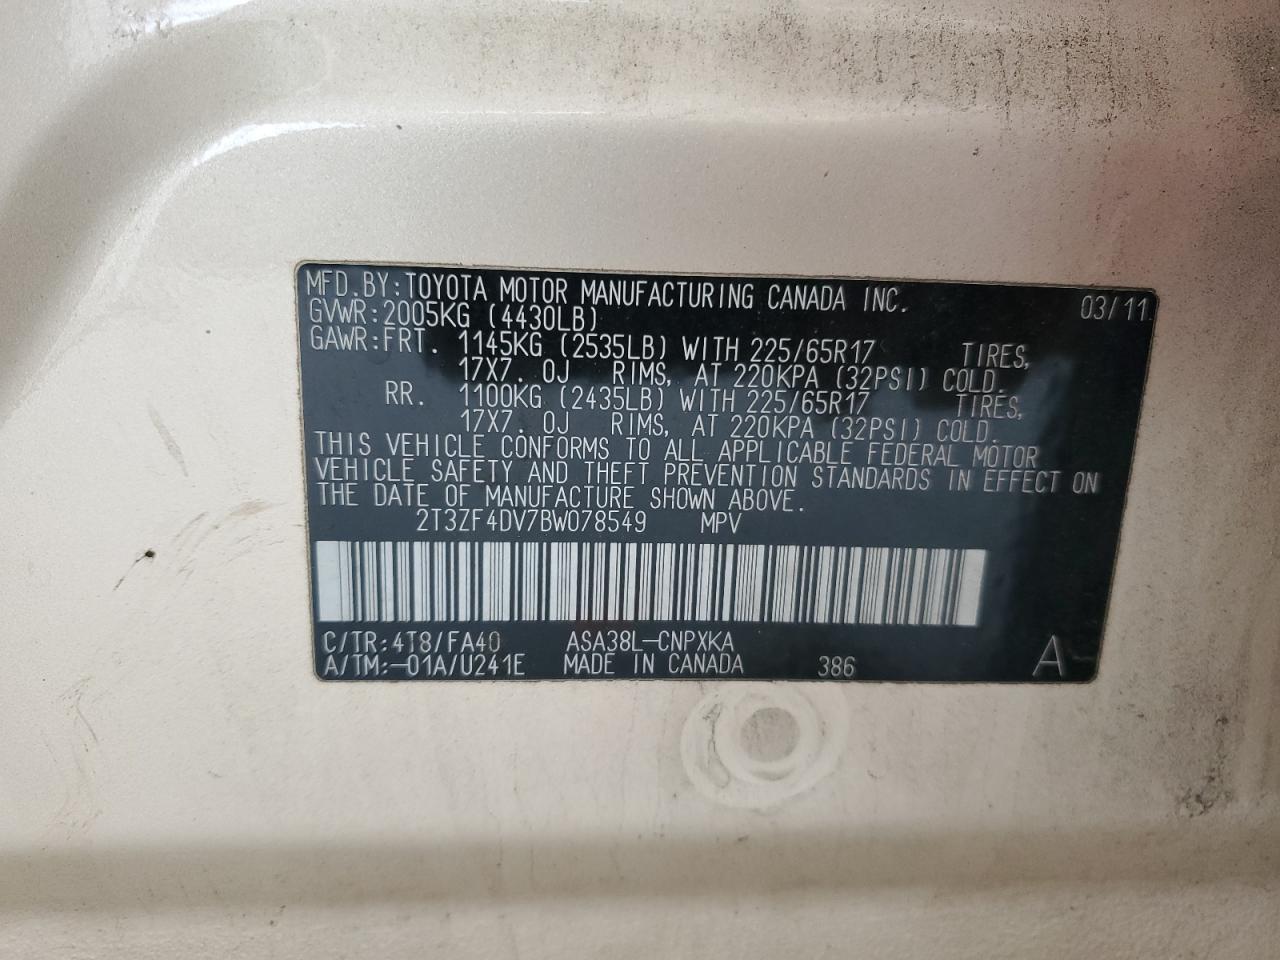 MFD.BY:TOYOTA MOTOR MANUFACTURING CANADA INC. 03/11
GVWR:2005KG (4430LB)
GAWR:FRT. 1145KG (2535LB) WITH 225/65R17 TIRES,
17X7. 0J RIMS, AT 220KPA (32PSI) COLD.
RR. 1100KG (2435LB) WITH 225/65R17 TIRES,
17X7. 0J RIMS, AT 220KPA (32PSI) COLD.
THIS VEHICLE CONFORMS TO ALL APPLICABLE FEDERAL MOTOR
VEHICLE SAFETY AND THEFT PREVENTION STANDARDS IN EFFECT ON
THE DATE OF MANUFACTURE SHOWN ABOVE.
2T3ZF4DV7BW078549 MPV
C/TR:4T8/FA40 ASA38L-CNPXKA
A/TM:-01A/U241E MADE IN CANADA 386 A